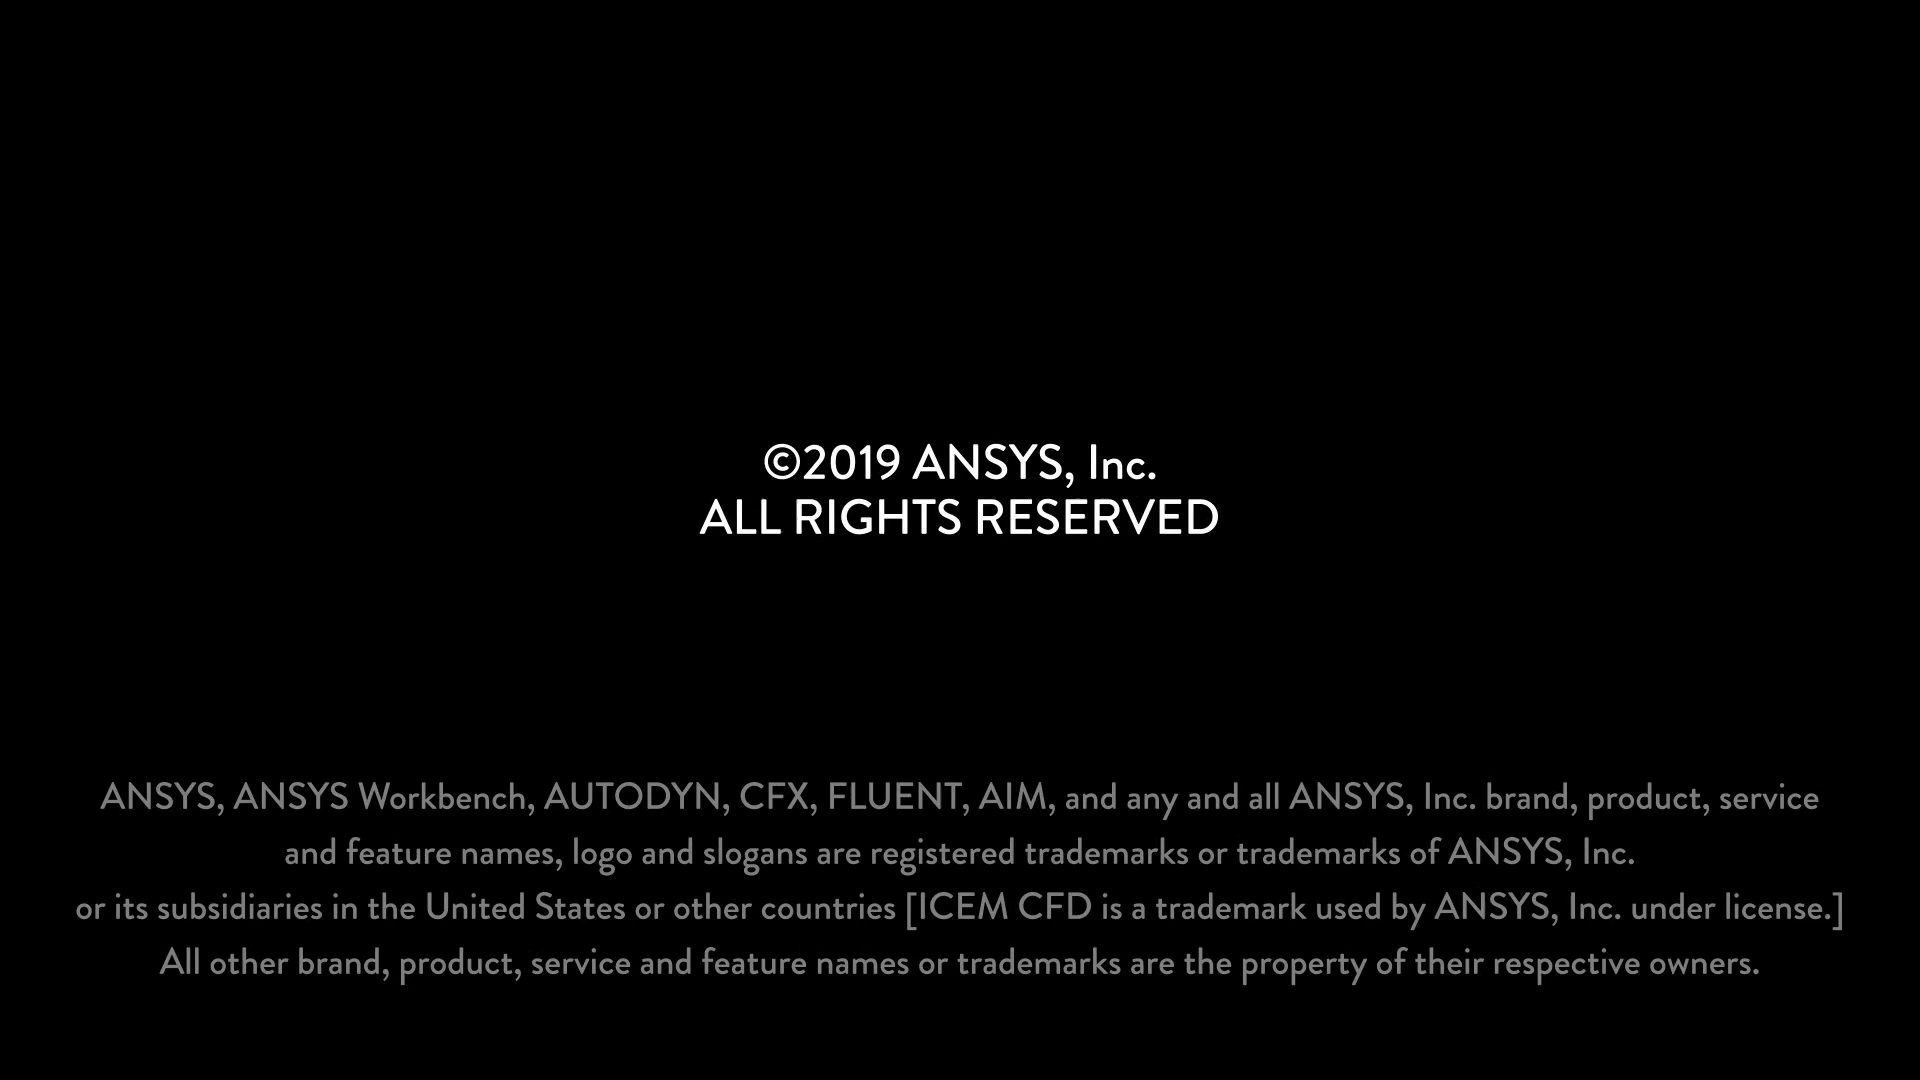 ©2019 ANSYS, Inc.
ALL RIGHTS RESERVED
ANSYS, ANSYS Workbench, AUTODYN, CFX, FLUENT, AIM, and any and all ANSYS, Inc. brand, product, service
and feature names, logo and slogans are registered trademarks or trademarks of ANSYS, Inc.
or its subsidiaries in the United States or other countries [ICEM CFD is a trademark used by ANSYS, Inc. under license.]
All other brand, product, service and feature names or trademarks are the property of their respective owners.